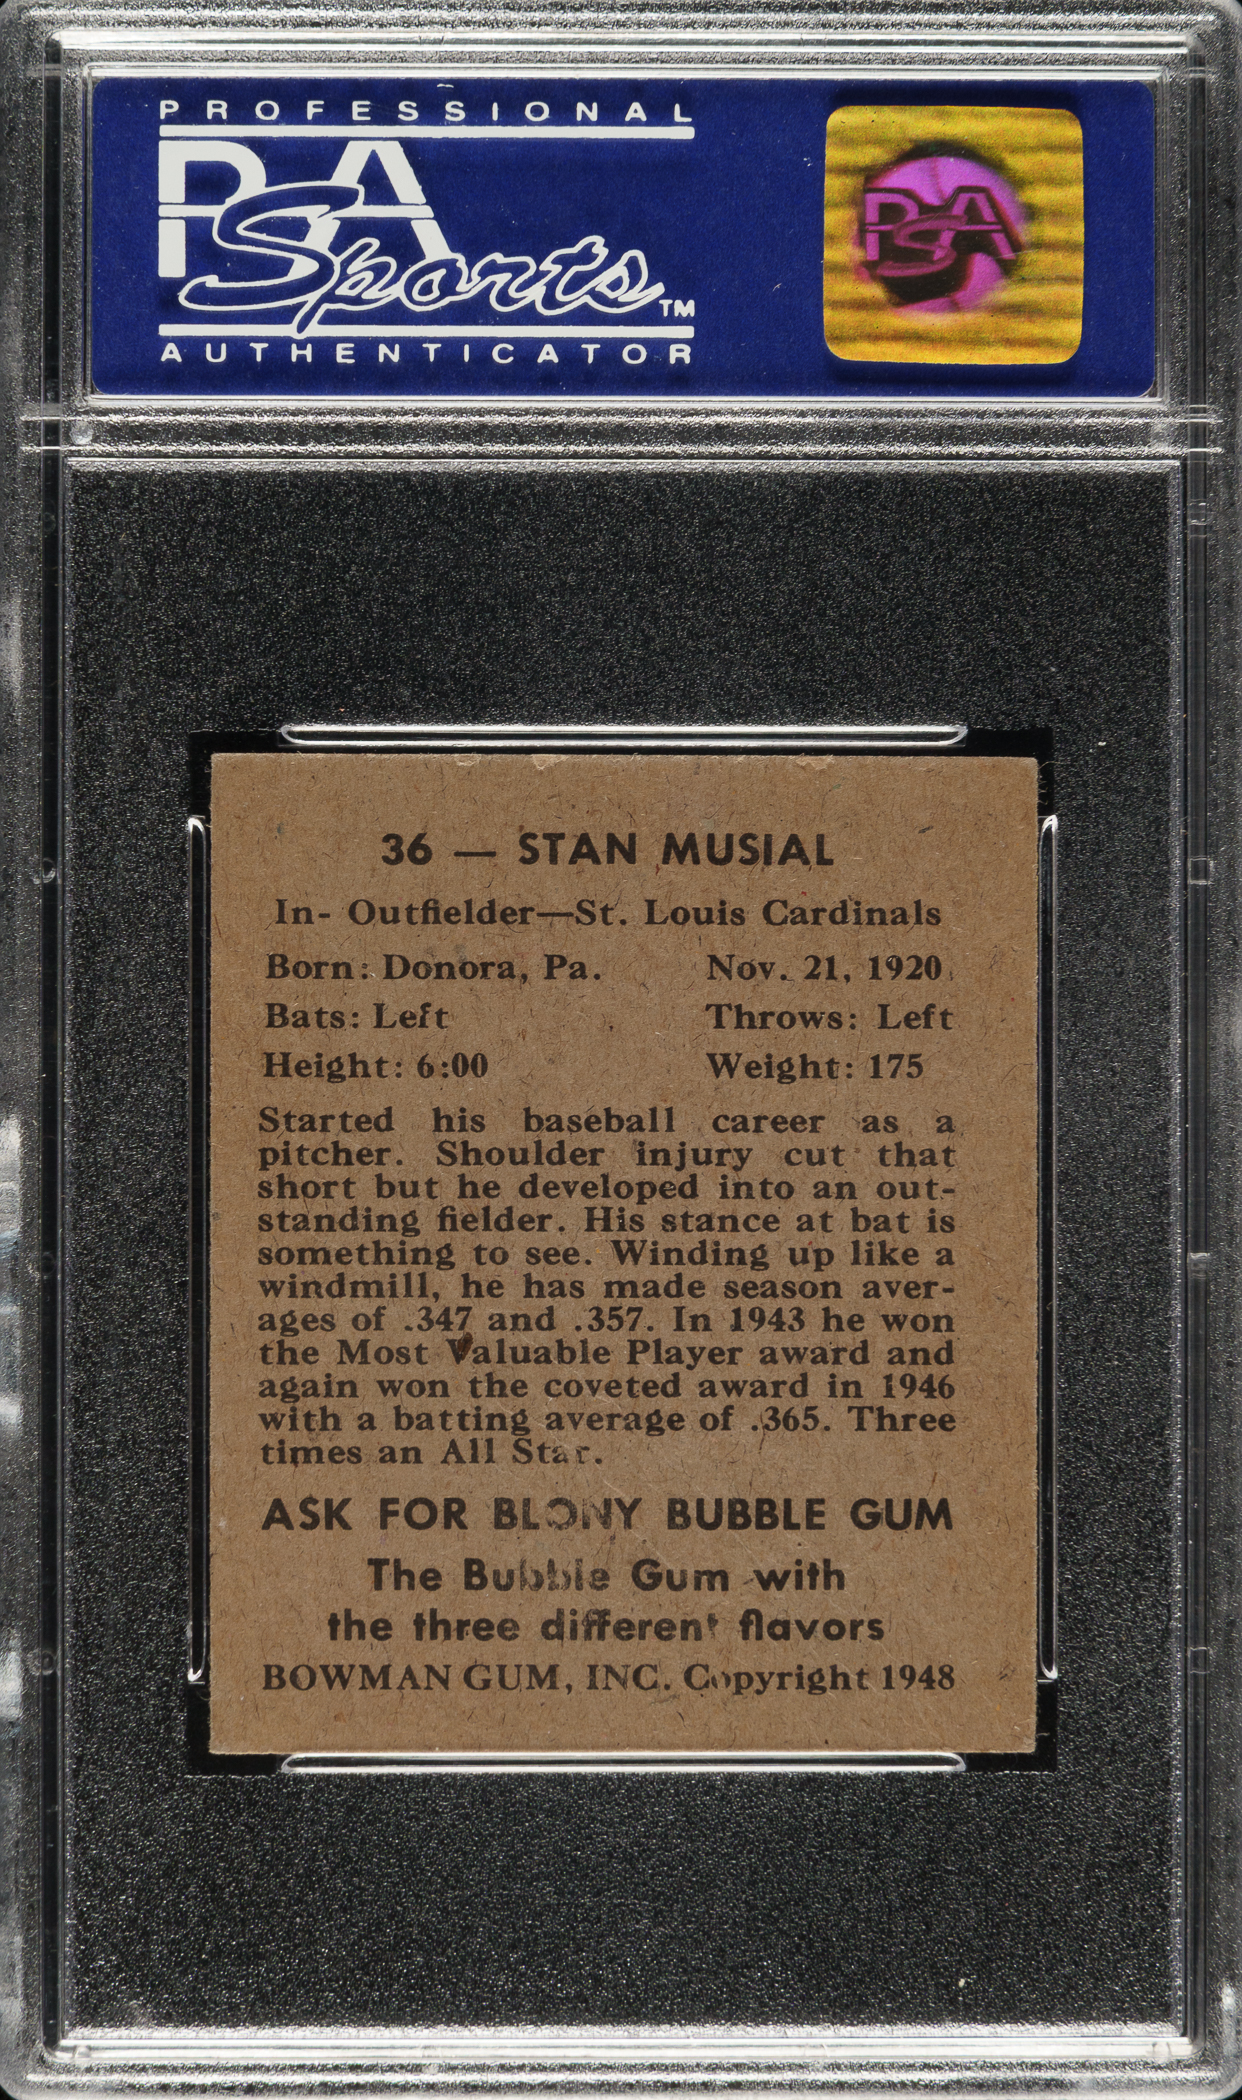 PROFESSIONAL
PSA
Sports™
AUTHENTICATOR
PSA
36 — STAN MUSIAL
In- Outfielder—St. Louis Cardinals
Born: Donora, Pa. Nov. 21, 1920
Bats: Left Throws: Left
Height: 6:00 Weight: 175
Started his baseball career as a
pitcher. Shoulder injury cut that
short but he developed into an out-
standing fielder. His stance at bat is
something to see. Winding up like a
windmill, he has made season aver-
ages of .347 and .357. In 1943 he won
the Most Valuable Player award and
again won the coveted award in 1946
with a batting average of .365. Three
times an All Star.
ASK FOR BLONY BUBBLE GUM
The Bubble Gum with
the three different flavors
BOWMAN GUM, INC. Copyright 1948